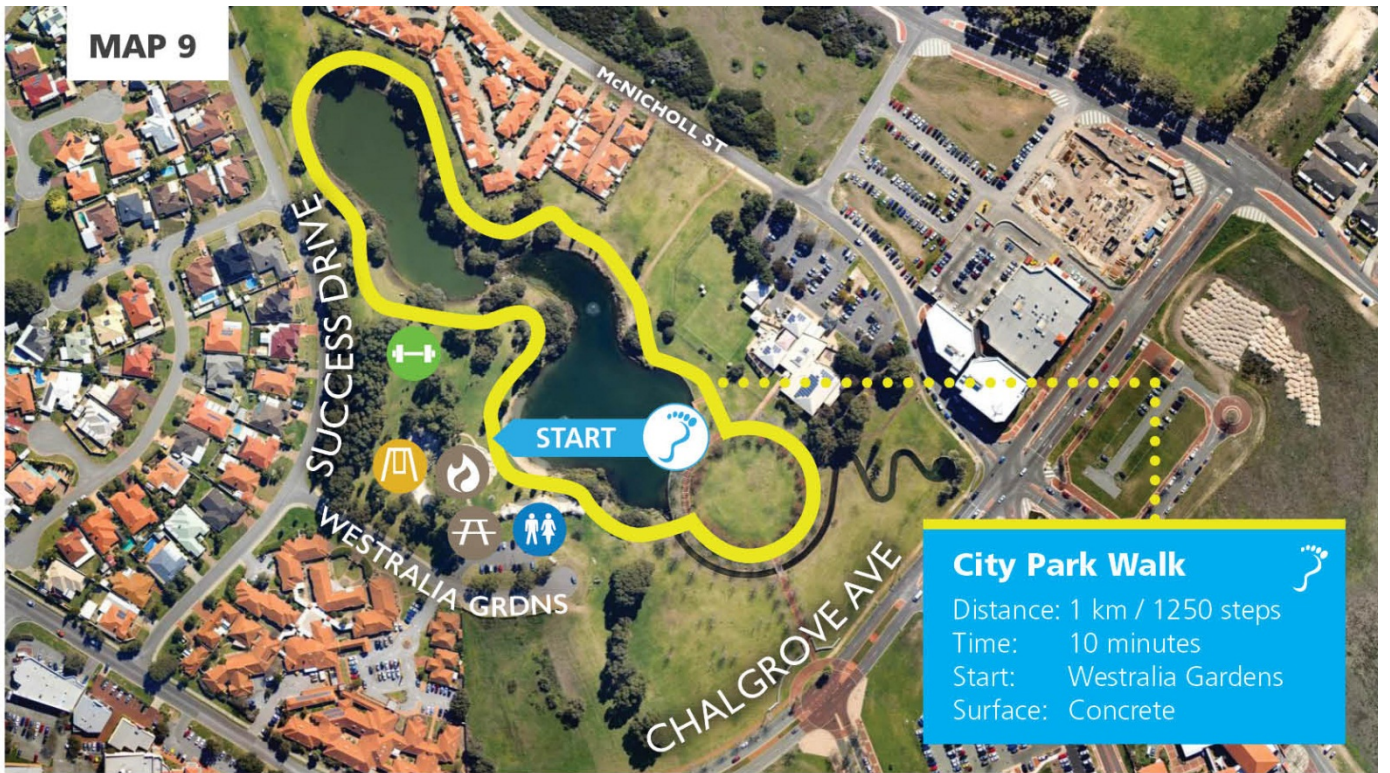 MAP 9
McNICHOLL ST
SUCCESS DRIVE
START
WESTRALIA GRDNS
CHALGROVE AVE
City Park Walk
Distance: 1 km / 1250 steps
Time: 10 minutes
Start: Westralia Gardens
Surface: Concrete